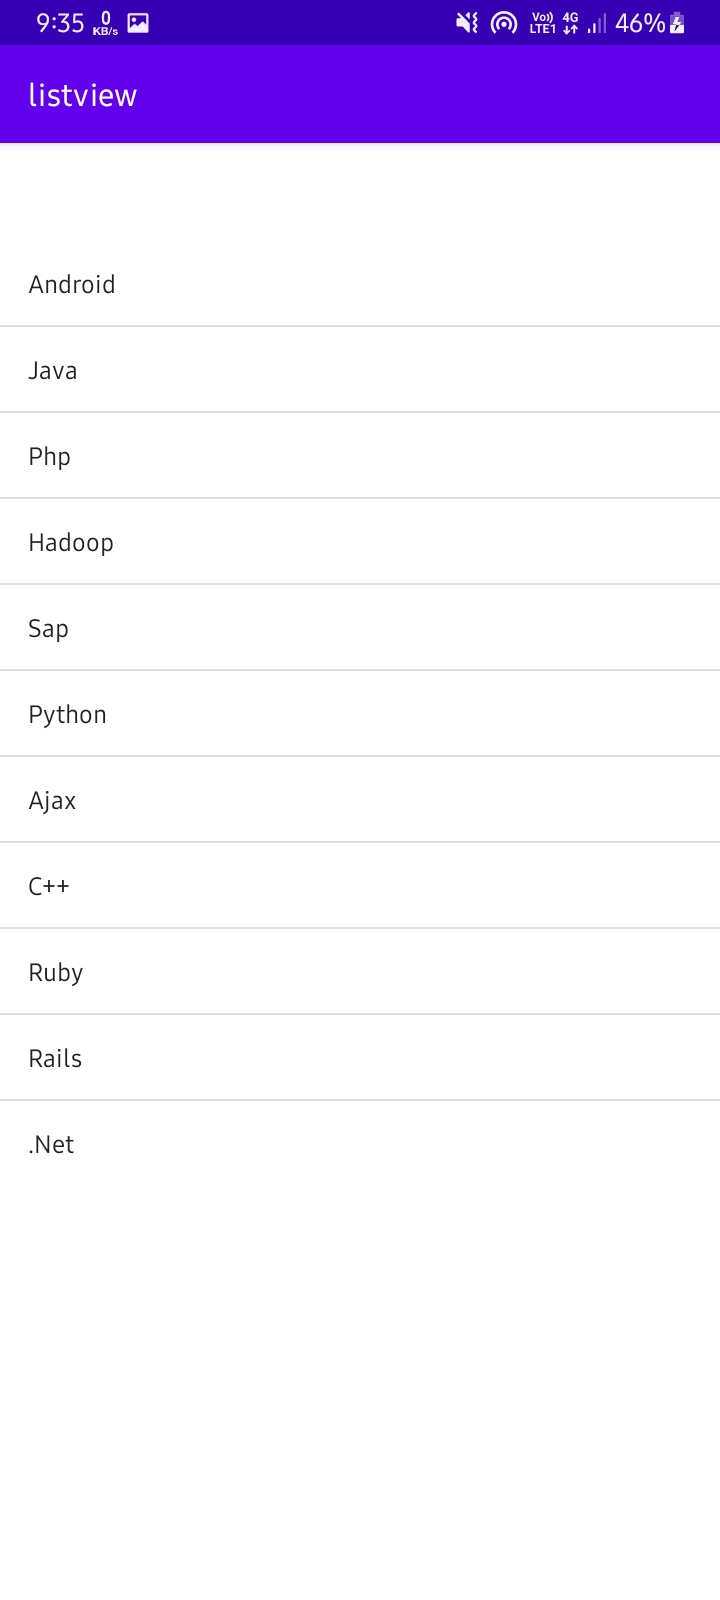 9:35 0 KB/s Vo)) LTE1 4G 46%
listview
Android
Java
Php
Hadoop
Sap
Python
Ajax
C++
Ruby
Rails
.Net